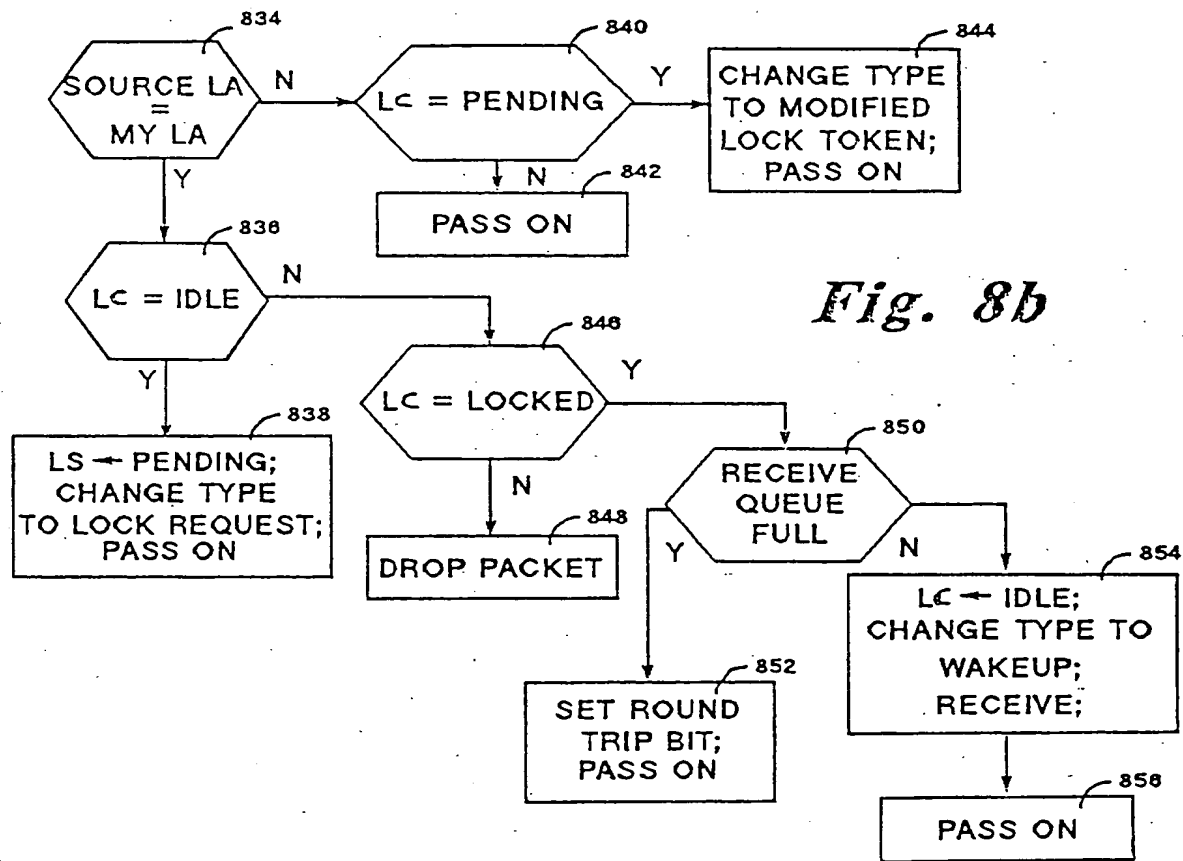 834
SOURCE LA
=
MY LA
N
Y
840
LC = PENDING
Y
N
844
CHANGE TYPE
TO MODIFIED
LOCK TOKEN;
PASS ON
842
PASS ON
836
LC = IDLE
N
Y
Fig. 8b
838
LS ← PENDING;
CHANGE TYPE
TO LOCK REQUEST;
PASS ON
846
LC = LOCKED
Y
N
848
DROP PACKET
850
RECEIVE
QUEUE
FULL
Y
N
852
SET ROUND
TRIP BIT;
PASS ON
854
LC ← IDLE;
CHANGE TYPE TO
WAKEUP;
RECEIVE;
856
PASS ON